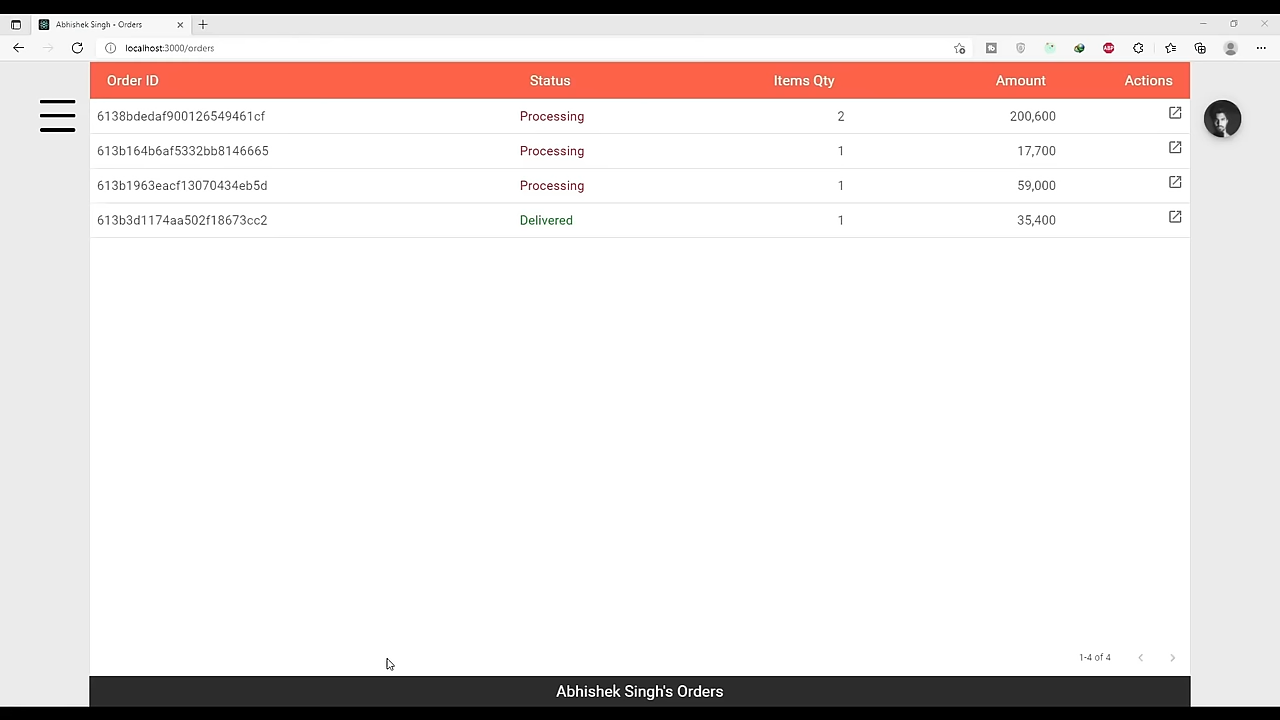 Abhishek Singh - Orders
localhost:3000/orders
Order ID Status Items Qty Amount Actions
6138bdedaf900126549461cf Processing 2 200,600
613b164b6af5332bb8146665 Processing 1 17,700
613b1963eacf13070434eb5d Processing 1 59,000
613b3d1174aa502f18673cc2 Delivered 1 35,400
1-4 of 4
Abhishek Singh's Orders